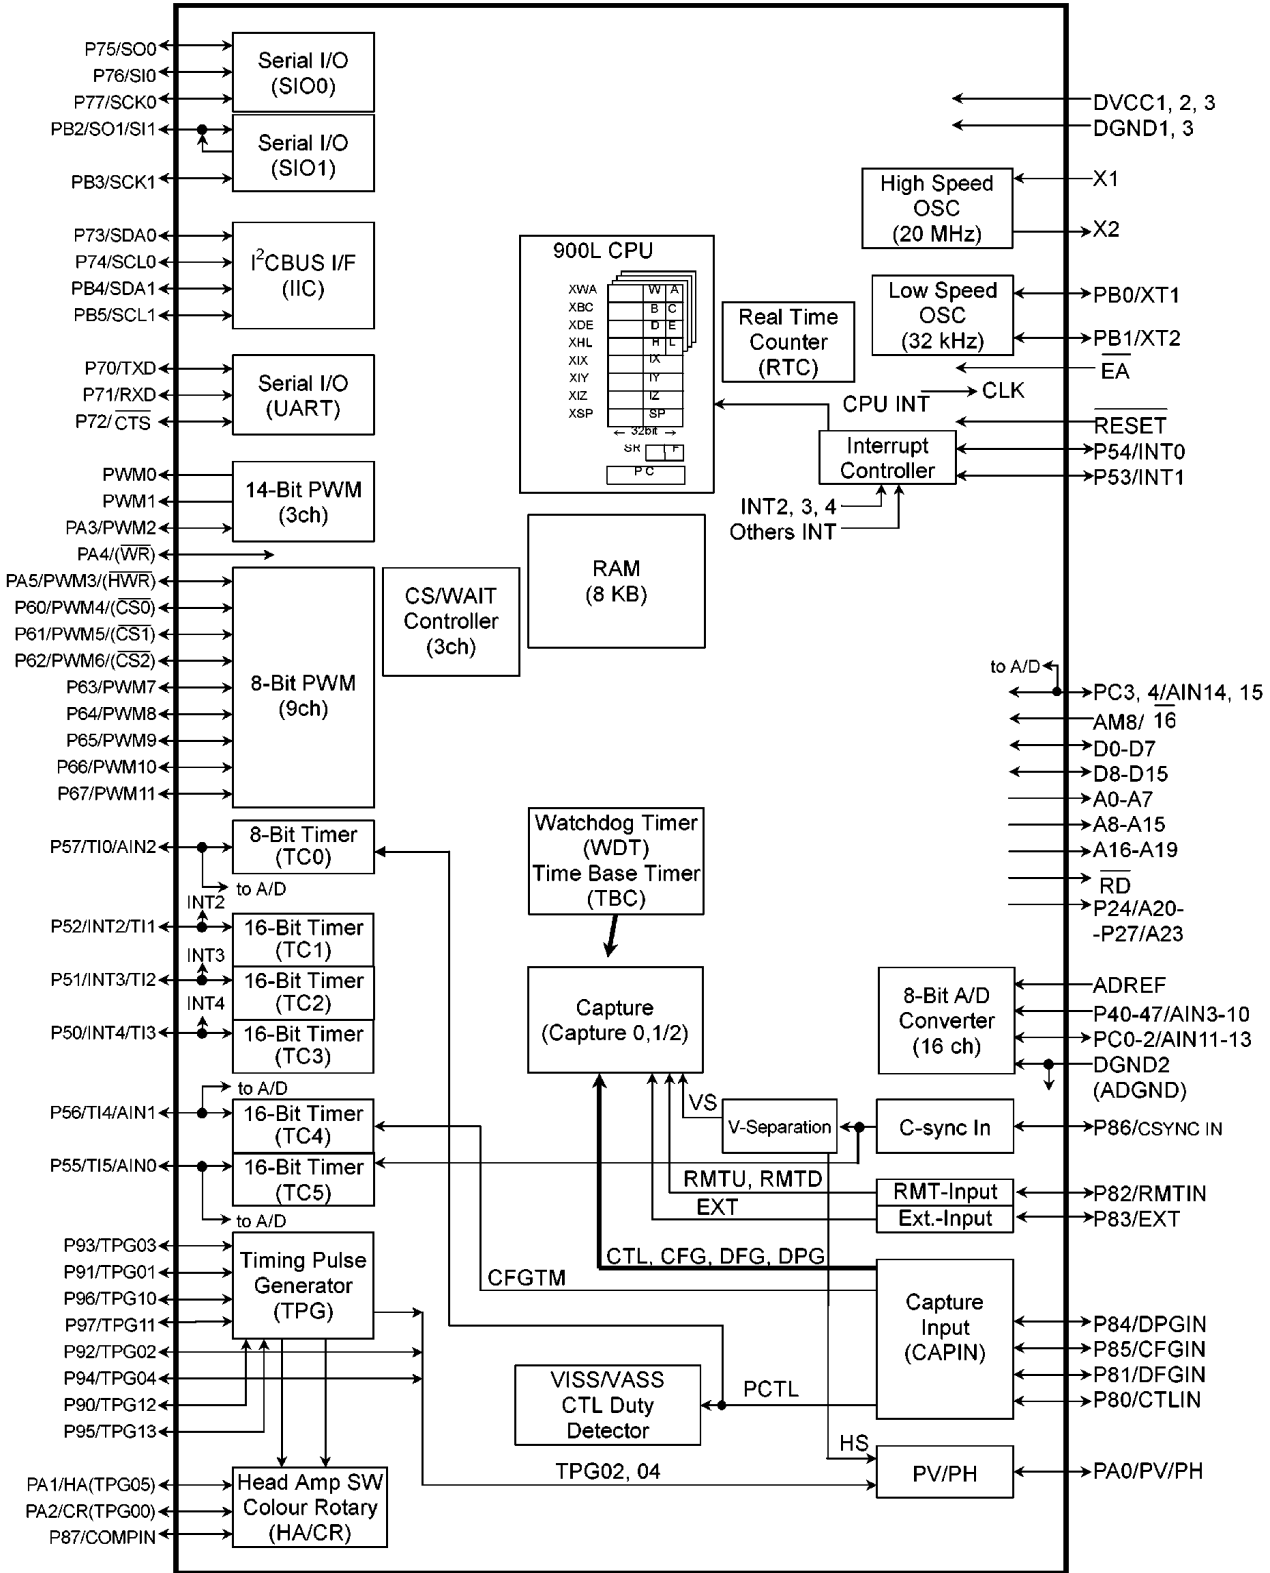 P75/SO0
P76/SI0
P77/SCK0
PB2/SO1/SI1
PB3/SCK1
P73/SDA0
P74/SCL0
PB4/SDA1
PB5/SCL1
P70/TXD
P71/RXD
P72/CTS
PWM0
PWM1
PA3/PWM2
PA4/(WR)
PA5/PWM3/(HWR)
P60/PWM4/(CS0)
P61/PWM5/(CS1)
P62/PWM6/(CS2)
P63/PWM7
P64/PWM8
P65/PWM9
P66/PWM10
P67/PWM11
P57/TI0/AIN2
P52/INT2/TI1
P51/INT3/TI2
P50/INT4/TI3
P56/TI4/AIN1
P55/TI5/AIN0
P93/TPG03
P91/TPG01
P96/TPG10
P97/TPG11
P92/TPG02
P94/TPG04
P90/TPG12
P95/TPG13
PA1/HA(TPG05)
PA2/CR(TPG00)
P87/COMPIN
Serial I/O
(SIO0)
Serial I/O
(SIO1)
I2CBUS I/F
(IIC)
Serial I/O
(UART)
14-Bit PWM
(3ch)
8-Bit PWM
(9ch)
8-Bit Timer
(TC0)
to A/D
INT2
16-Bit Timer
(TC1)
INT3
16-Bit Timer
(TC2)
INT4
16-Bit Timer
(TC3)
to A/D
16-Bit Timer
(TC4)
16-Bit Timer
(TC5)
to A/D
Timing Pulse
Generator
(TPG)
Head Amp SW
Colour Rotary
(HA/CR)
900L CPU
XWA W A
XBC B C
XDE D E
XHL H L
XIX IX
XIY IY
XIZ IZ
XSP SP
← 32bit →
SR F
PC
Real Time
Counter
(RTC)
CS/WAIT
Controller
(3ch)
RAM
(8 KB)
CPU INT
CLK
Interrupt
Controller
INT2, 3, 4
Others INT
Watchdog Timer
(WDT)
Time Base Timer
(TBC)
Capture
(Capture 0,1/2)
VS
V-Separation
C-sync In
RMTU, RMTD
RMT-Input
EXT
Ext.-Input
CTL, CFG, DFG, DPG
CFGTM
Capture
Input
(CAPIN)
VISS/VASS
CTL Duty
Detector
PCTL
HS
TPG02, 04
PV/PH
High Speed
OSC
(20 MHz)
Low Speed
OSC
(32 kHz)
8-Bit A/D
Converter
(16 ch)
DVCC1, 2, 3
DGND1, 3
X1
X2
PB0/XT1
PB1/XT2
EA
RESET
P54/INT0
P53/INT1
to A/D
PC3, 4/AIN14, 15
AM8/ 16
D0-D7
D8-D15
A0-A7
A8-A15
A16-A19
RD
P24/A20-
-P27/A23
ADREF
P40-47/AIN3-10
PC0-2/AIN11-13
DGND2
(ADGND)
P86/CSYNC IN
P82/RMTIN
P83/EXT
P84/DPGIN
P85/CFGIN
P81/DFGIN
P80/CTLIN
PA0/PV/PH